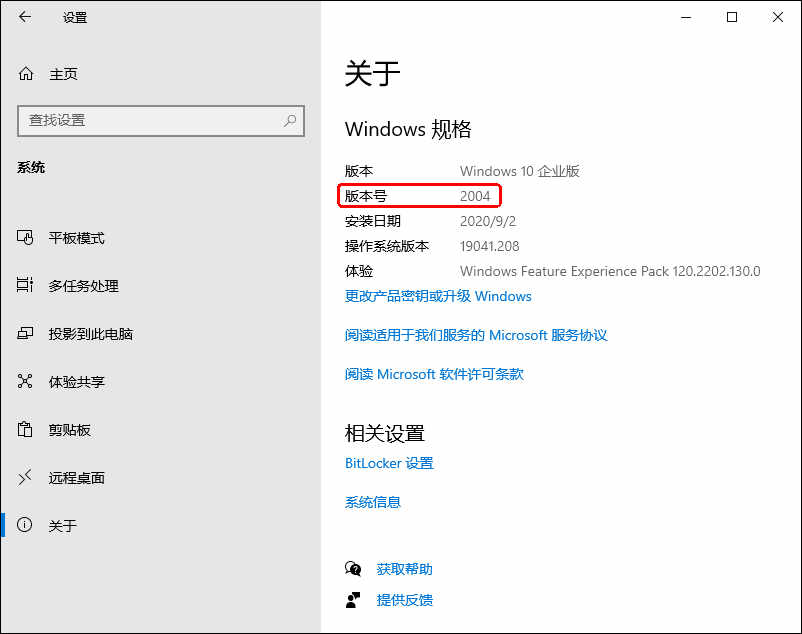 设置
主页
查找设置
系统
平板模式
多任务处理
投影到此电脑
体验共享
剪贴板
远程桌面
关于
关于
Windows 规格
版本 Windows 10 企业版
版本号 2004
安装日期 2020/9/2
操作系统版本 19041.208
体验 Windows Feature Experience Pack 120.2202.130.0
更改产品密钥或升级 Windows
阅读适用于我们服务的 Microsoft 服务协议
阅读 Microsoft 软件许可条款
相关设置
BitLocker 设置
系统信息
获取帮助
提供反馈